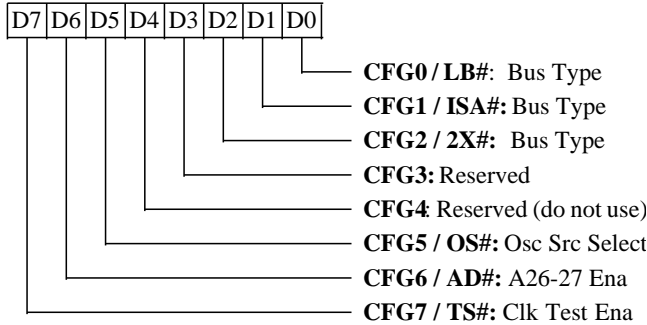 D7 D6 D5 D4 D3 D2 D1 D0
CFG0 / LB#: Bus Type
CFG1 / ISA#: Bus Type
CFG2 / 2X#: Bus Type
CFG3: Reserved
CFG4: Reserved (do not use)
CFG5 / OS#: Osc Src Select
CFG6 / AD#: A26-27 Ena
CFG7 / TS#: Clk Test Ena